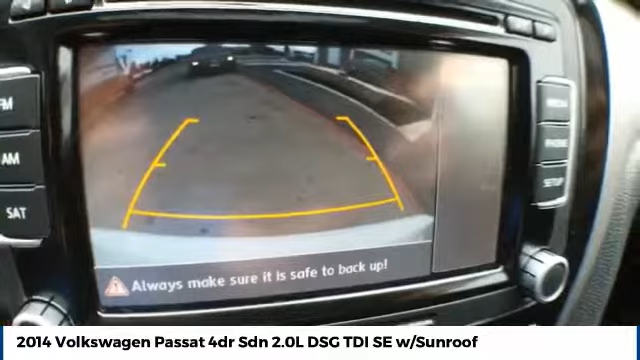 FM
AM
SAT
MEDIA
PHONE
SETUP
Always make sure it is safe to back up!
2014 Volkswagen Passat 4dr Sdn 2.0L DSG TDI SE w/Sunroof